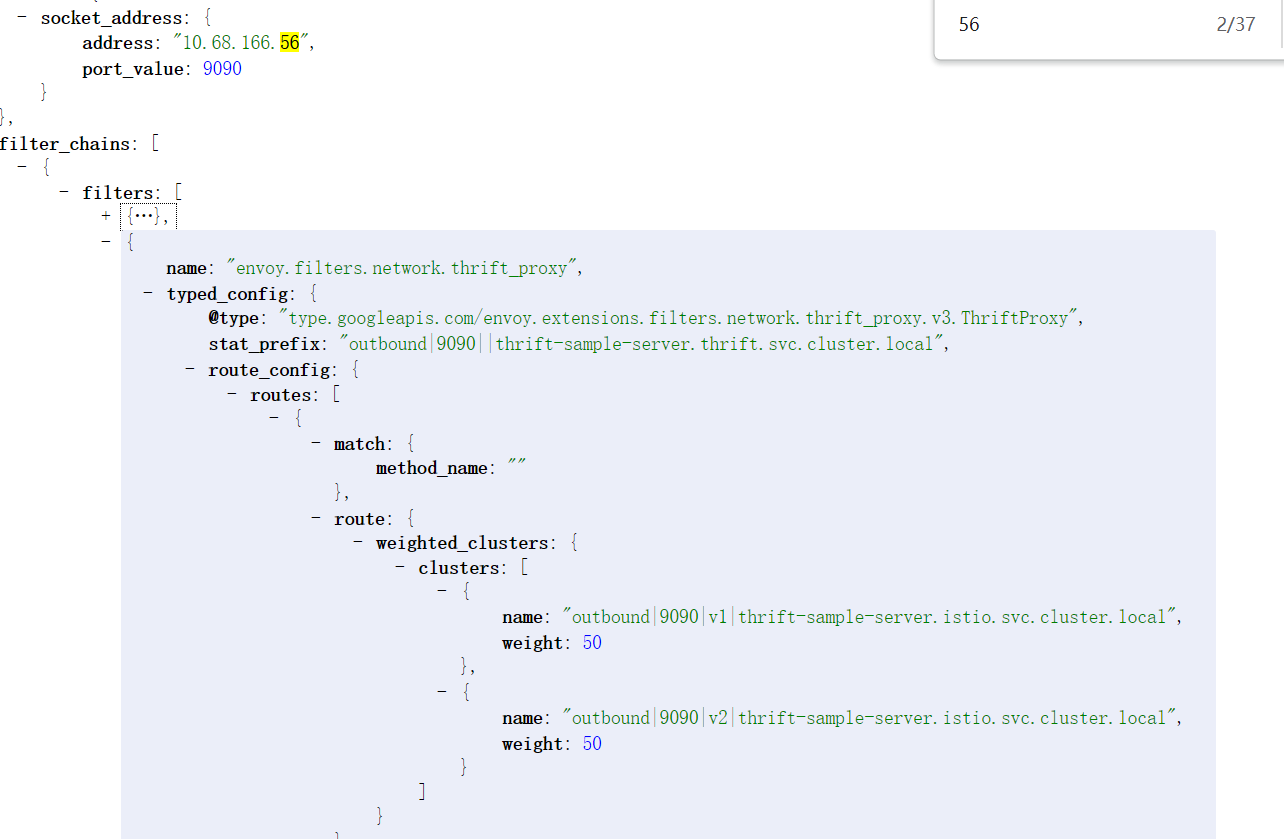 - socket_address: {
address: "10.68.166.56",
port_value: 9090
}
},
filter_chains: [
- {
- filters: [
+ {…},
- {
name: "envoy.filters.network.thrift_proxy",
- typed_config: {
@type: "type.googleapis.com/envoy.extensions.filters.network.thrift_proxy.v3.ThriftProxy",
stat_prefix: "outbound|9090||thrift-sample-server.thrift.svc.cluster.local",
- route_config: {
- routes: [
- {
- match: {
method_name: ""
},
- route: {
- weighted_clusters: {
- clusters: [
- {
name: "outbound|9090|v1|thrift-sample-server.istio.svc.cluster.local",
weight: 50
},
- {
name: "outbound|9090|v2|thrift-sample-server.istio.svc.cluster.local",
weight: 50
}
]
}
56 2/37